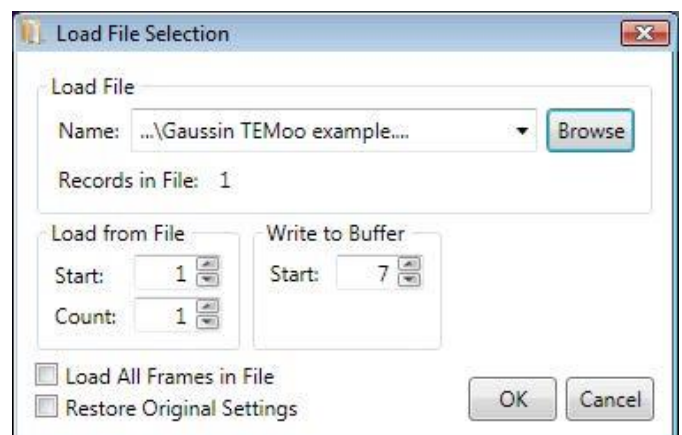 Load File Selection
Load File
Name: ...\Gaussin TEMoo example.... Browse
Records in File: 1
Load from File
Start: 1
Count: 1
Write to Buffer
Start: 7
Load All Frames in File
Restore Original Settings
OK Cancel